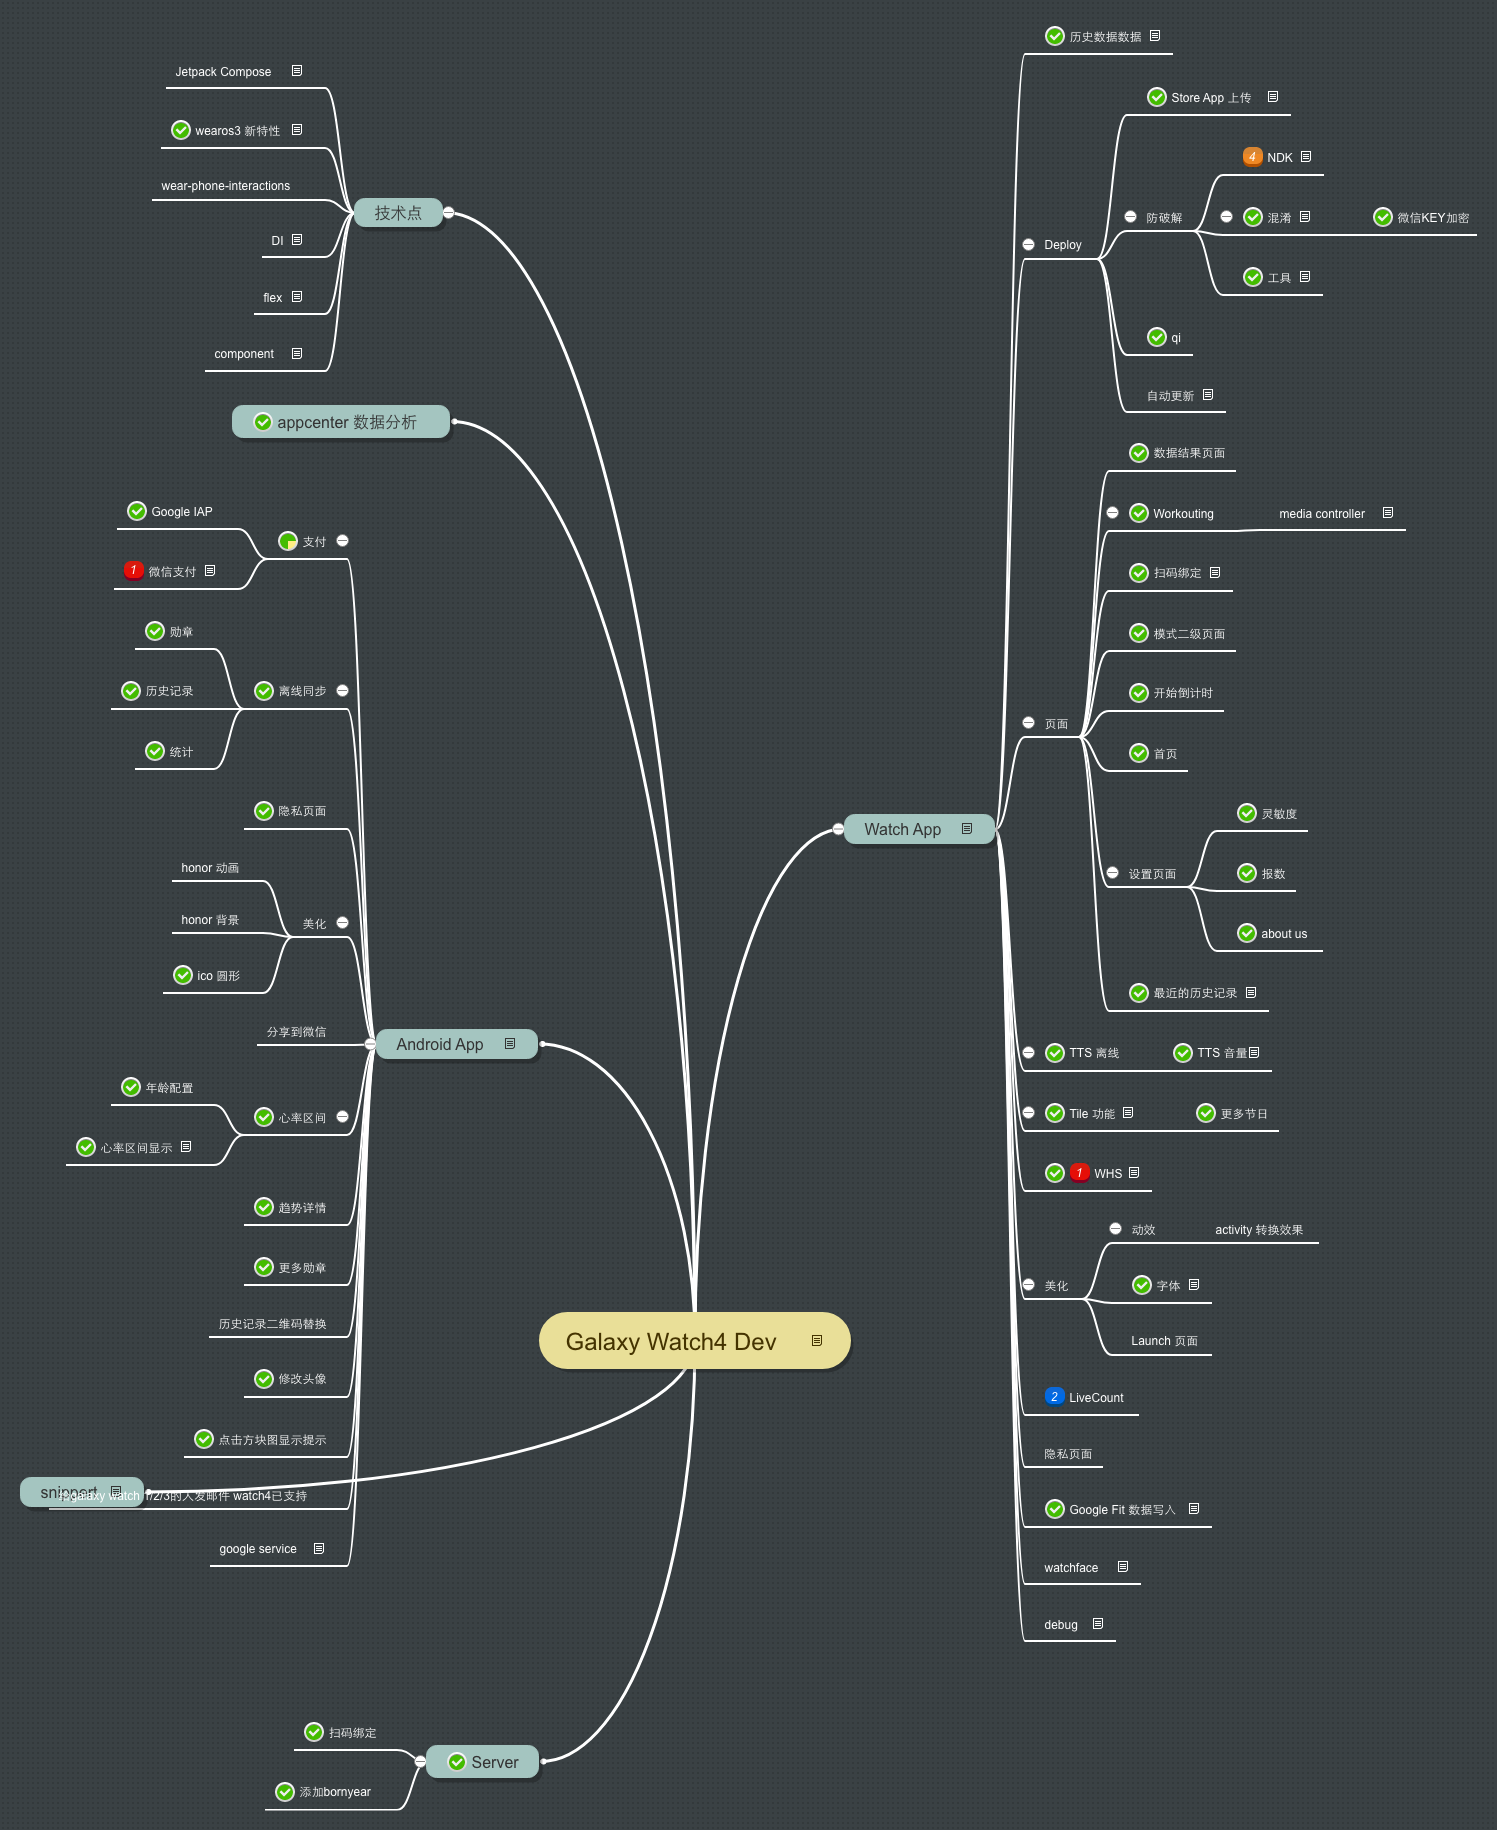 Galaxy Watch4 Dev
技术点
Jetpack Compose
wearos3 新特性
wear-phone-interactions
DI
flex
component
appcenter 数据分析
Android App
支付
Google IAP
1
微信支付
离线同步
勋章
历史记录
统计
隐私页面
美化
honor 动画
honor 背景
ico 圆形
分享到微信
心率区间
年龄配置
心率区间显示
趋势详情
更多勋章
历史记录二维码替换
修改头像
点击方块图显示提示
galaxy watch 1/2/3的人发邮件 watch4已支持
google service
snippert
Server
扫码绑定
添加bornyear
Watch App
历史数据数据
Deploy
Store App 上传
防破解
4
NDK
混淆
微信KEY加密
工具
qi
自动更新
页面
数据结果页面
Workouting
media controller
扫码绑定
模式二级页面
开始倒计时
首页
设置页面
灵敏度
报数
about us
最近的历史记录
TTS 离线
TTS 音量
Tile 功能
更多节日
1
WHS
美化
动效
activity 转换效果
字体
Launch 页面
2
LiveCount
隐私页面
Google Fit 数据写入
watchface
debug